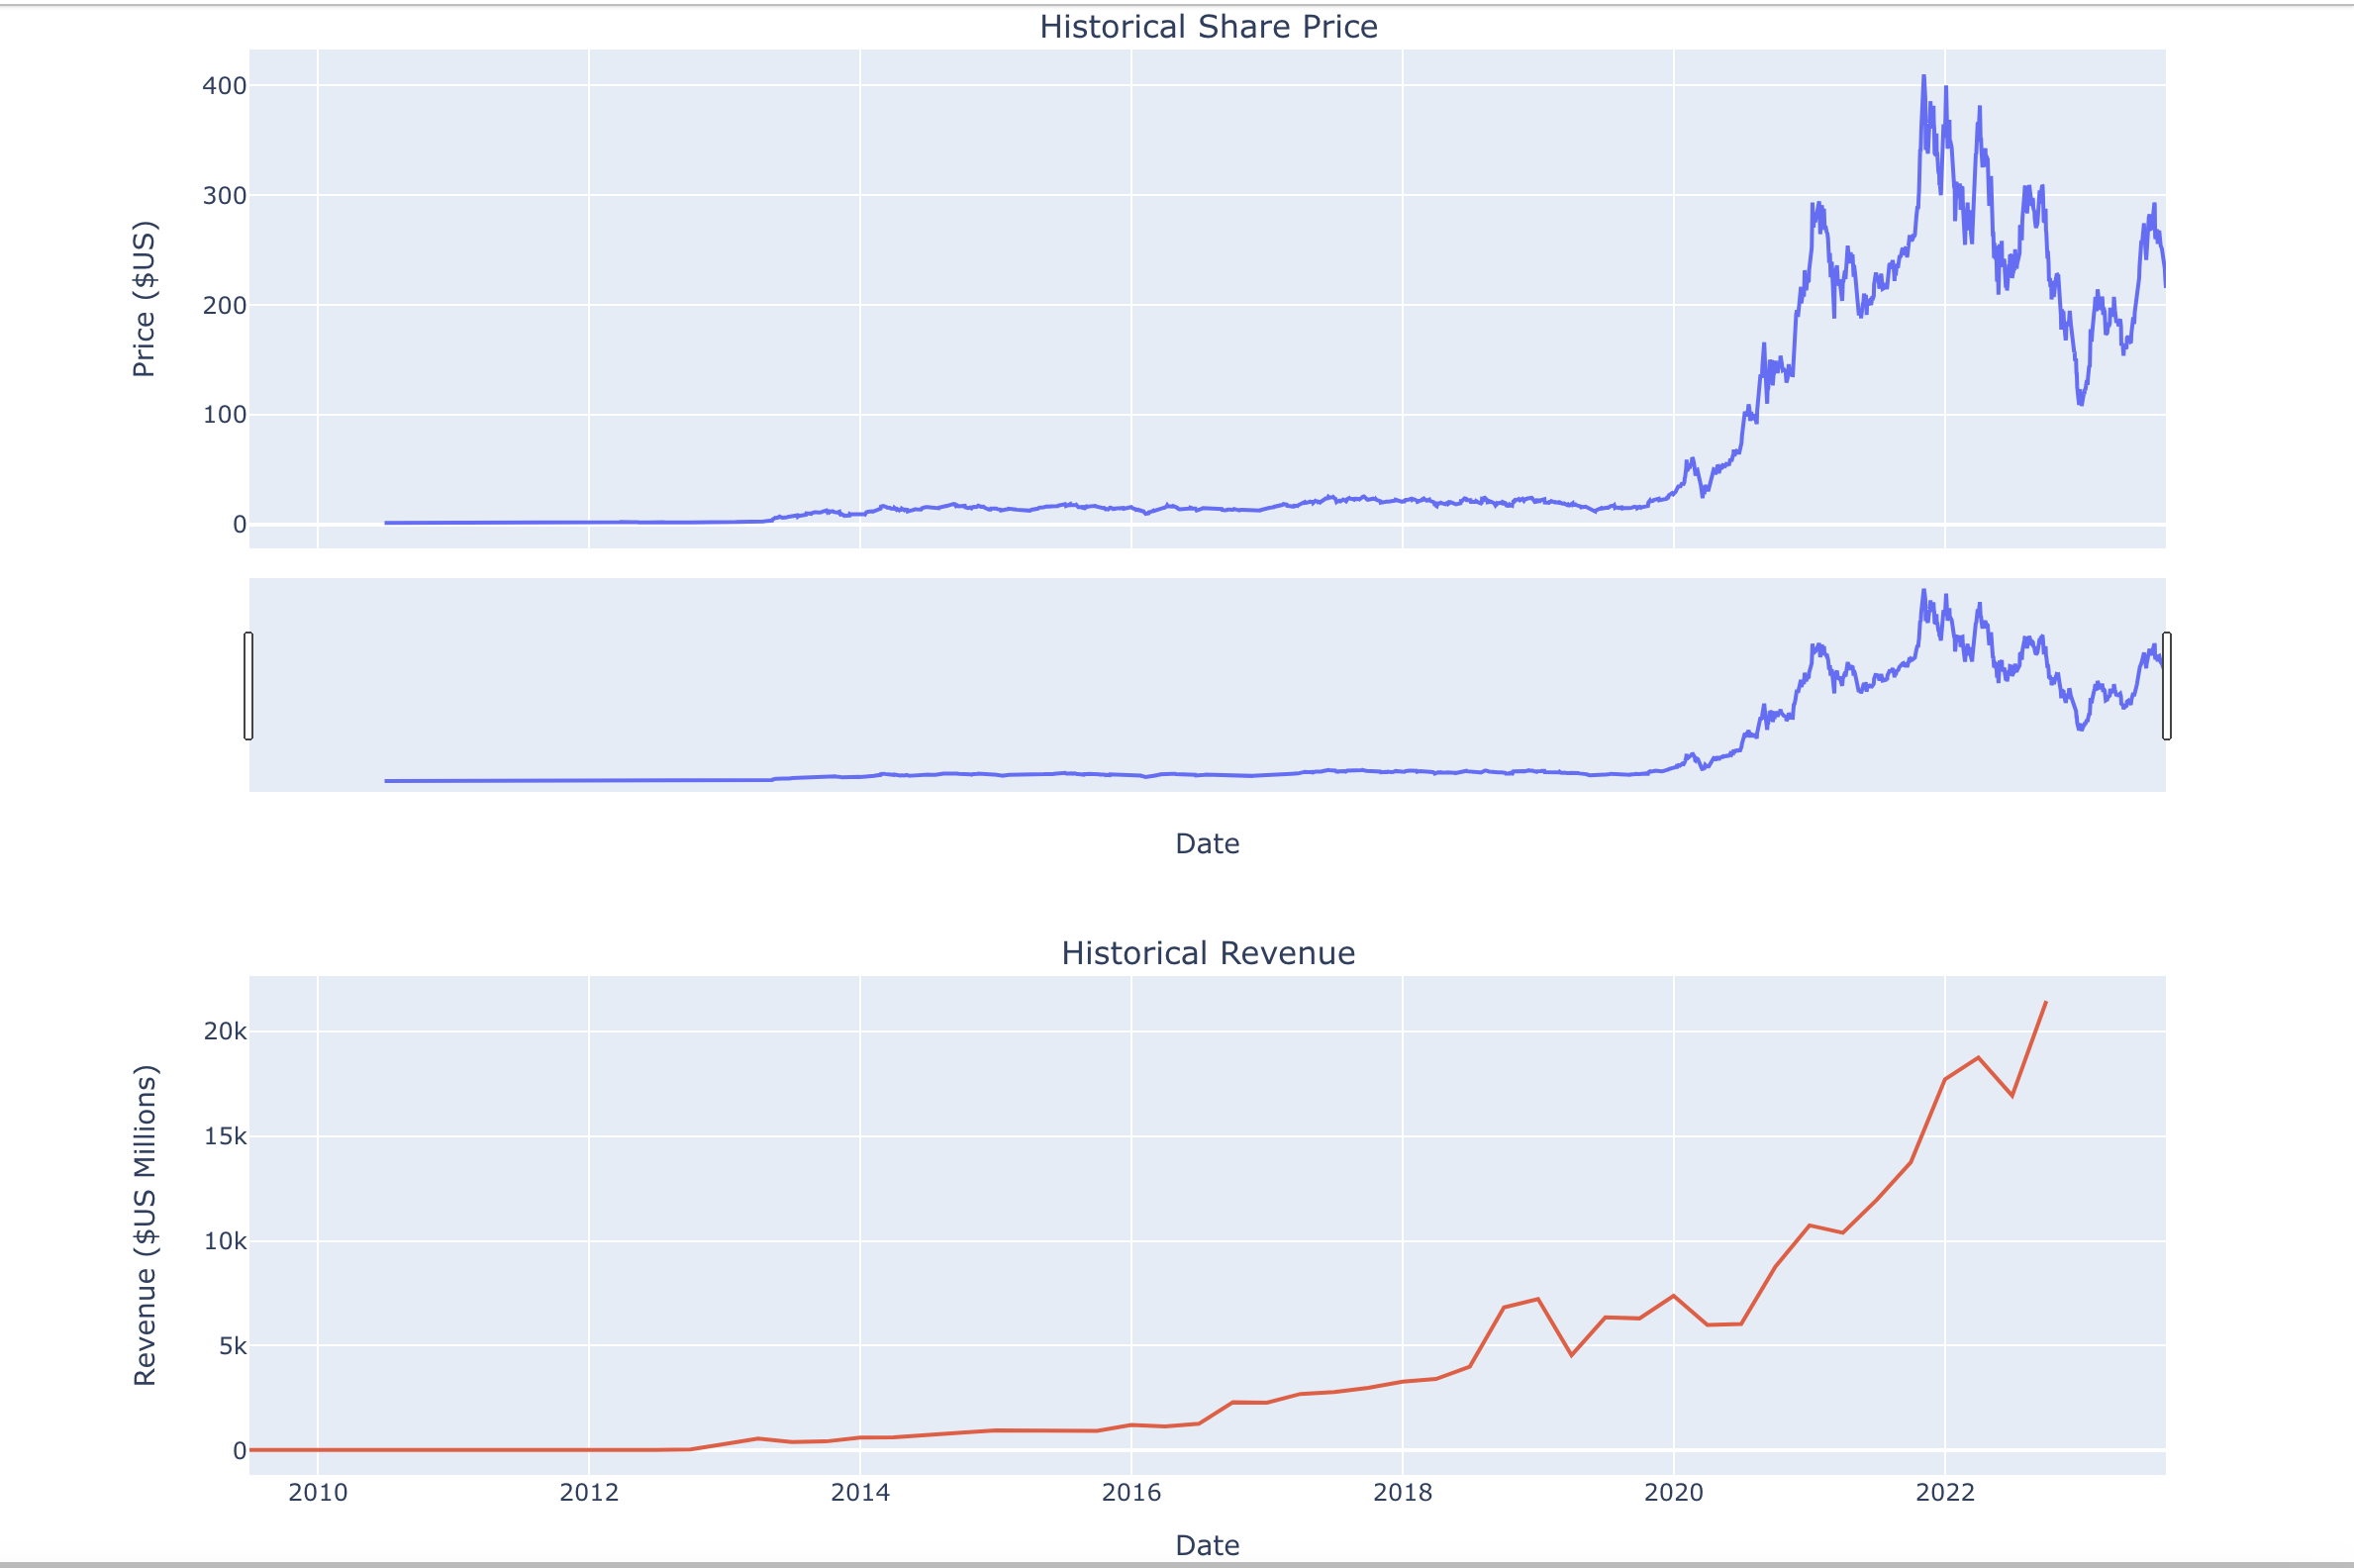 Historical Share Price
Price ($US)
400
300
200
100
0
Date
Historical Revenue
Revenue ($US Millions)
20k
15k
10k
5k
0
2010 2012 2014 2016 2018 2020 2022
Date